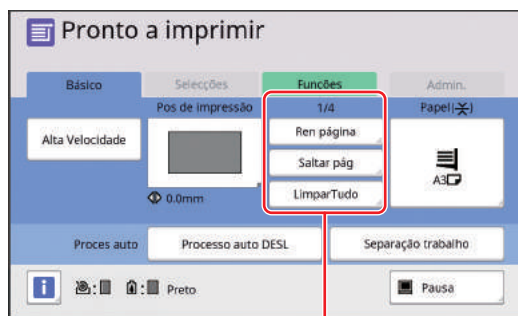 Pronto a imprimir
Básico Selecções Funções Admin.
Pos de impressão 1/4 Papel( )
Alta Velocidade
Ren página
Saltar pág
LimparTudo
A3
0.0mm
Proces auto Processo auto DESL Separação trabalho
i : : Preto Pausa